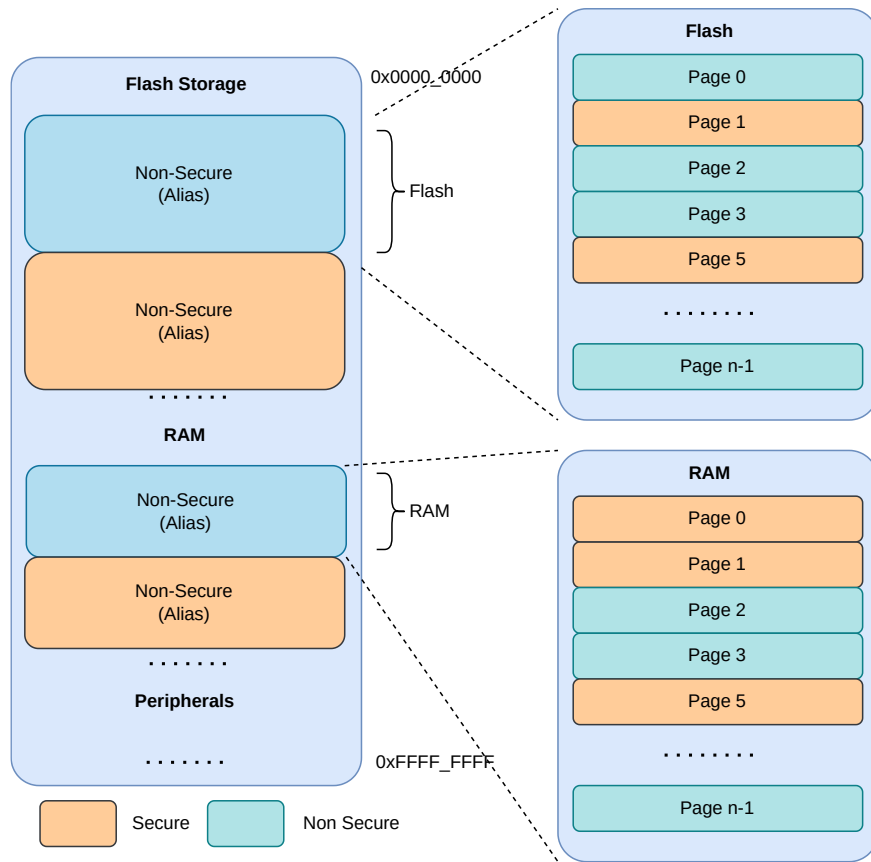 Flash Storage
0x0000_0000
Non-Secure
(Alias)
Flash
Non-Secure
(Alias)
.......
RAM
Non-Secure
(Alias)
RAM
Non-Secure
(Alias)
.......
Peripherals
.......
0xFFFF_FFFF
Secure
Non Secure
Flash
Page 0
Page 1
Page 2
Page 3
Page 5
........
Page n-1
RAM
Page 0
Page 1
Page 2
Page 3
Page 5
........
Page n-1